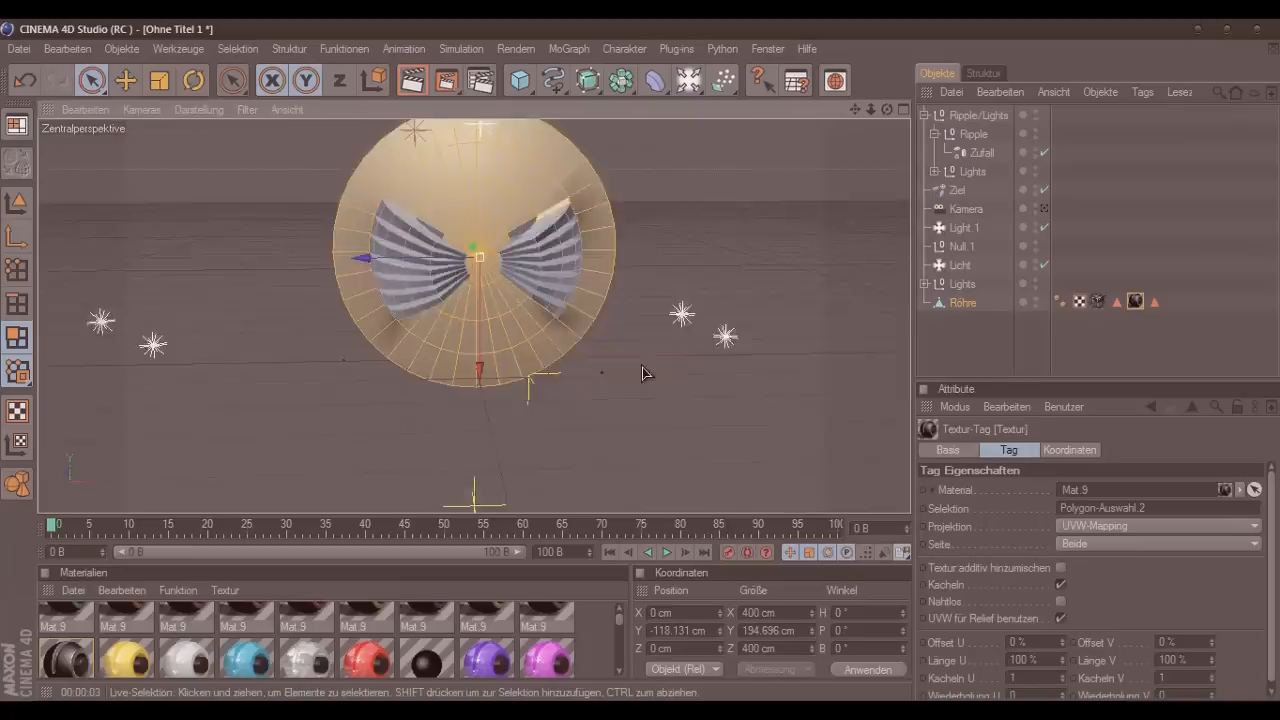 CINEMA 4D Studio (RC ) - [Ohne Titel 1 *]
Datei Bearbeiten Objekte Werkzeuge Selektion Struktur Funktionen Animation Simulation Rendern MoGraph Charakter Plug-ins Python Fenster Hilfe
Bearbeiten Kameras Darstellung Filter Ansicht
Zentralperspektive
X Y Z
Y
0 5 10 15 20 25 30 35 40 45 50 55 60 65 70 75 80 85 90 95 10( 0 B
0 B 0 B 100 B 100 B
Materialien
Datei Bearbeiten Funktion Textur
Mat.9 Mat.9 Mat.9 Mat.9 Mat.9 Mat.9 Mat.9 Mat.9 Mat.9
Koordinaten
Position Größe Winkel
X 0 cm X 400 cm H 0 °
Y -118.131 cm Y 194.696 cm P 0 °
Z 0 cm Z 400 cm B 0 °
Objekt (Rel) Abmessung Anwenden
MAXON CINEMA 4D
00:00:03 Live-Selektion: Klicken und ziehen, um Elemente zu selektieren. SHIFT drücken um zur Selektion hinzuzufügen, CTRL zum abziehen.
Objekte Struktur
Datei Bearbeiten Ansicht Objekte Tags Lesez
Ripple/Lights
Ripple
Zufall
Lights
Ziel
Kamera
Light.1
Null.1
Licht
Lights
Röhre
Attribute
Modus Bearbeiten Benutzer
Textur-Tag [Textur]
Basis Tag Koordinaten
Tag Eigenschaften
Material Mat.9
Selektion Polygon-Auswahl.2
Projektion UVW-Mapping
Seite Beide
Textur additiv hinzumischen
Kacheln
Nahtlos
UVW für Relief benutzen
Offset U 0 % Offset V 0 %
Länge U 100 % Länge V 100 %
Kacheln U 1 Kacheln V 1
Wiederholung U 0 Wiederholung V 0